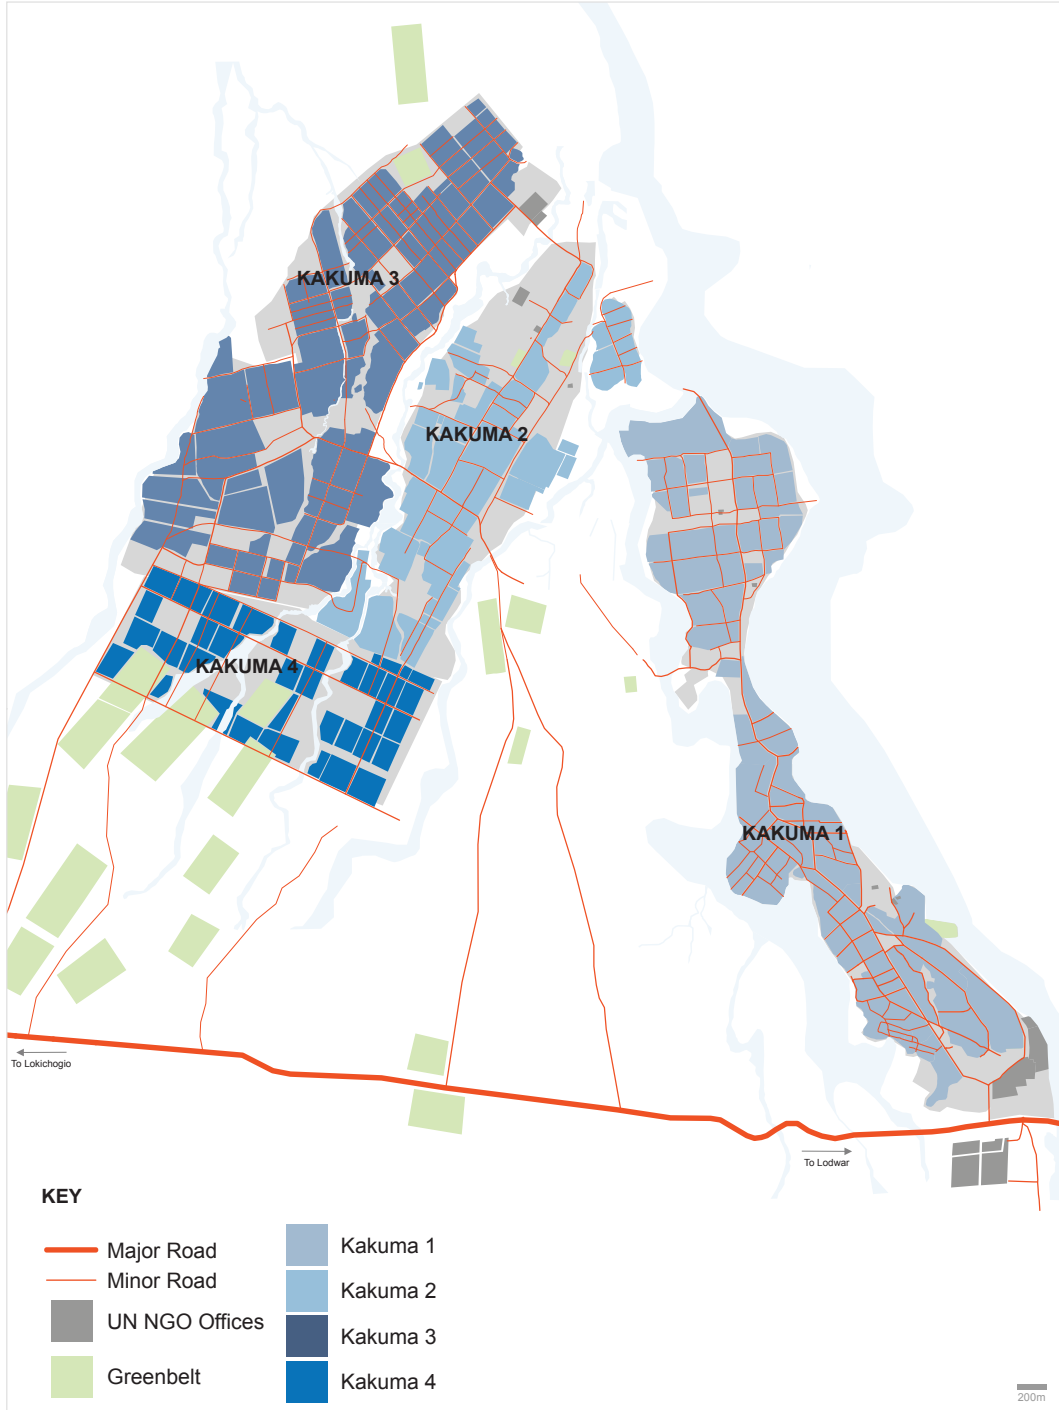 KAKUMA 3
KAKUMA 2
KAKUMA 4
KAKUMA 1
To Lokichogio
To Lodwar
KEY
Major Road
Minor Road
UN NGO Offices
Greenbelt
Kakuma 1
Kakuma 2
Kakuma 3
Kakuma 4
200m